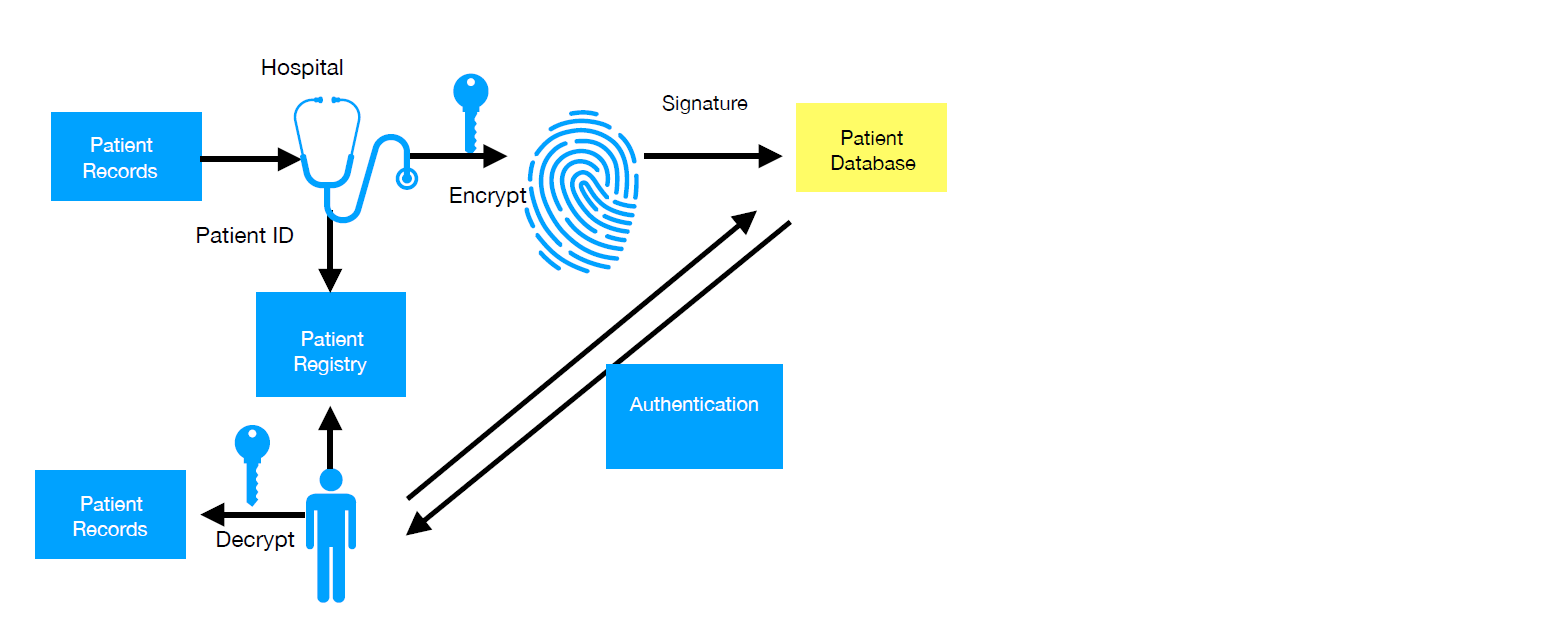 Hospital
Signature
Patient
Records
Patient
Database
Encrypt
Patient ID
Patient
Registry
Authentication
Patient
Records
Decrypt